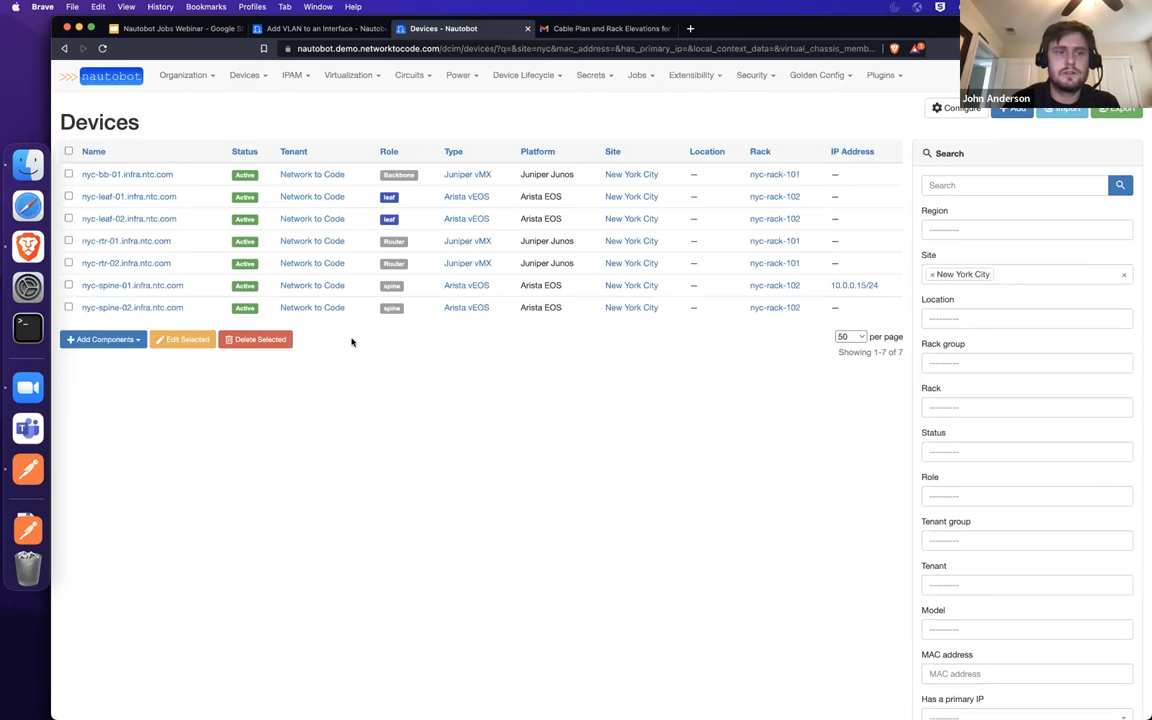 Brave File Edit View History Bookmarks Profiles Tab Window Help
Nautobot Jobs Webinar - Google Sl Add VLAN to an Interface - Nautob Devices - Nautobot × Cable Plan and Rack Elevations for +
nautobot.demo.networktocode.com/dcim/devices/?q=&site=nyc&mac_address=&has_primary_ip=&local_context_data=&virtual_chassis_memb...
>>> nautobot Organization Devices IPAM Virtualization Circuits Power Device Lifecycle Secrets Jobs Extensibility Security Golden Config Plugins
John Anderson
Configure + Add Import Export
Devices
Name Status Tenant Role Type Platform Site Location Rack IP Address
nyc-bb-01.infra.ntc.com Active Network to Code Backbone Juniper vMX Juniper Junos New York City — nyc-rack-101 —
nyc-leaf-01.infra.ntc.com Active Network to Code leaf Arista vEOS Arista EOS New York City — nyc-rack-102 —
nyc-leaf-02.infra.ntc.com Active Network to Code leaf Arista vEOS Arista EOS New York City — nyc-rack-102 —
nyc-rtr-01.infra.ntc.com Active Network to Code Router Juniper vMX Juniper Junos New York City — nyc-rack-101 —
nyc-rtr-02.infra.ntc.com Active Network to Code Router Juniper vMX Juniper Junos New York City — nyc-rack-101 —
nyc-spine-01.infra.ntc.com Active Network to Code spine Arista vEOS Arista EOS New York City — nyc-rack-102 10.0.0.15/24
nyc-spine-02.infra.ntc.com Active Network to Code spine Arista vEOS Arista EOS New York City — nyc-rack-102 —
+ Add Components Edit Selected Delete Selected
50 per page
Showing 1-7 of 7
Search
Search
Region
---------
Site
× New York City ×
Location
---------
Rack group
---------
Rack
---------
Status
---------
Role
---------
Tenant group
---------
Tenant
---------
Model
---------
MAC address
MAC address
Has a primary IP
---------